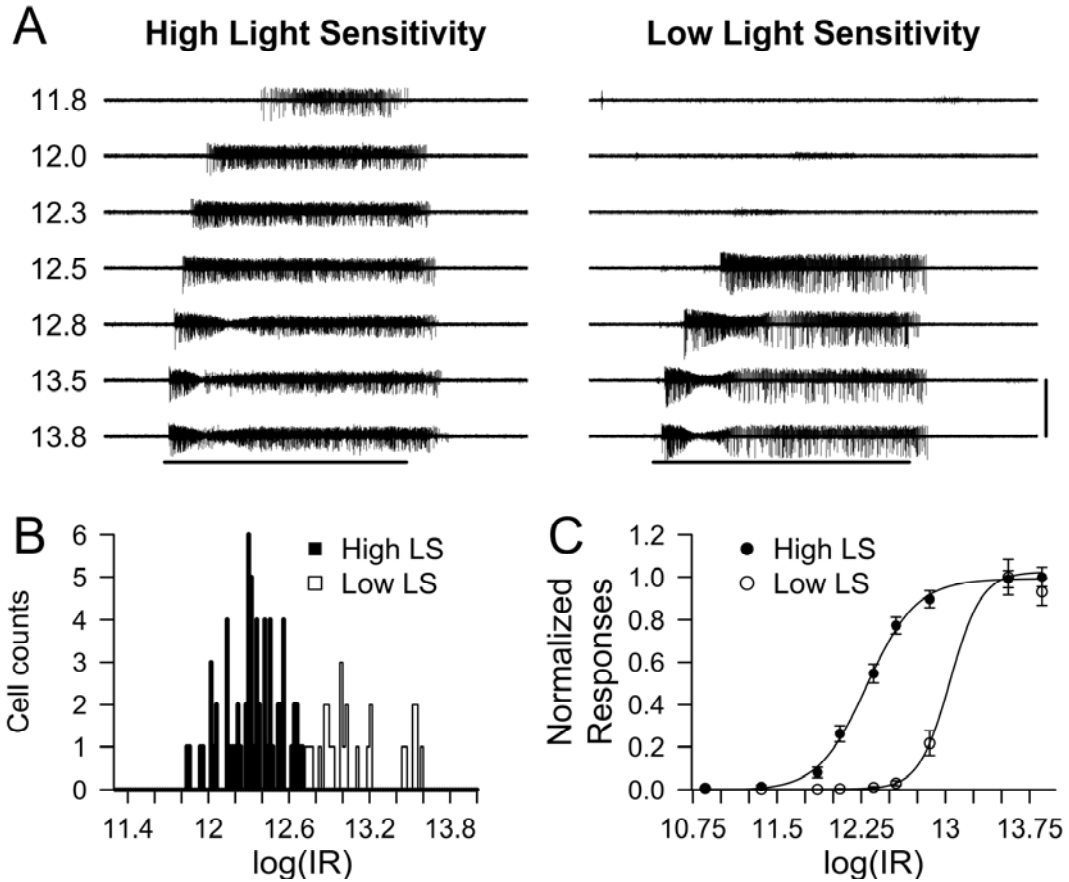 A
High Light Sensitivity
Low Light Sensitivity
11.8
12.0
12.3
12.5
12.8
13.5
13.8
B
Cell counts
6
5
4
3
2
1
0
High LS
Low LS
11.4 12 12.6 13.2 13.8
log(IR)
C
Normalized
Responses
1.2
1.0
0.8
0.6
0.4
0.2
0.0
High LS
Low LS
10.75 11.5 12.25 13 13.75
log(IR)